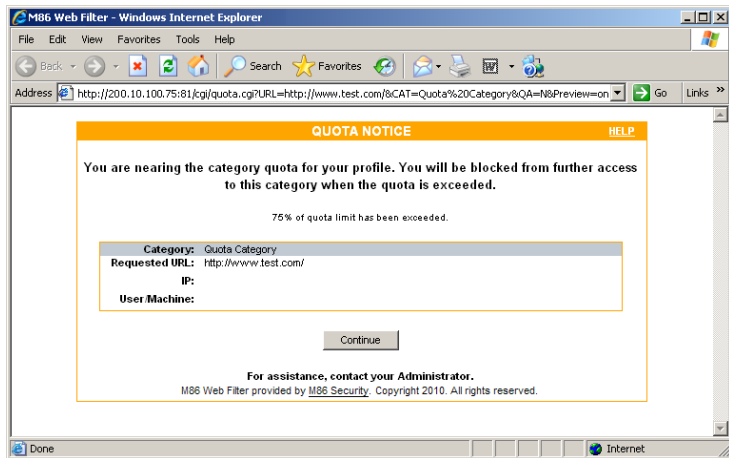 M86 Web Filter - Windows Internet Explorer
File Edit View Favorites Tools Help
Back Search Favorites
Address http://200.10.100.75:81/cgi/quota.cgi?URL=http://www.test.com/&CAT=Quota%20Category&QA=N&Preview=on Go Links »
QUOTA NOTICE HELP
You are nearing the category quota for your profile. You will be blocked from further access
to this category when the quota is exceeded.
75% of quota limit has been exceeded.
Category: Quota Category
Requested URL: http://www.test.com/
IP:
User/Machine:
Continue
For assistance, contact your Administrator.
M86 Web Filter provided by M86 Security. Copyright 2010. All rights reserved.
Done Internet